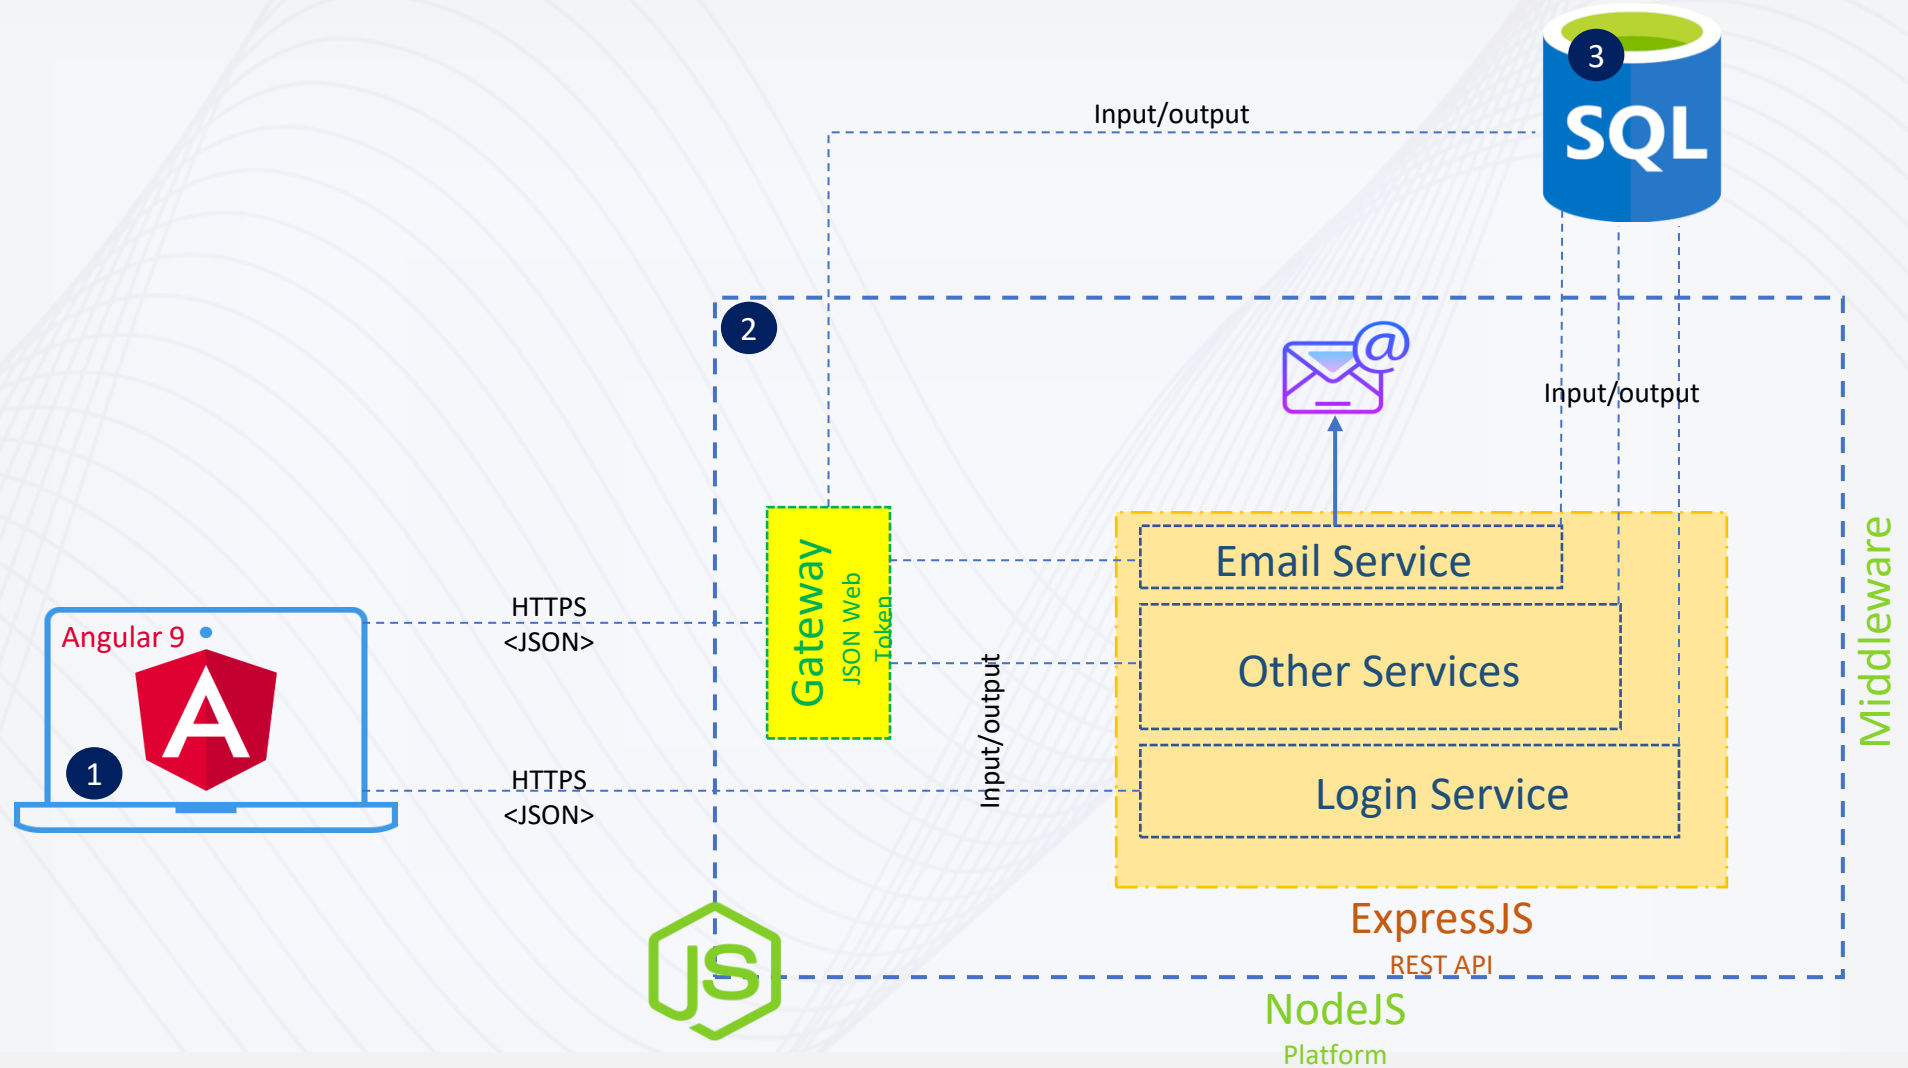 3
SQL
Input/output
2
Input/output
Email Service
Gateway
JSON Web
Token
HTTPS
<JSON>
Angular 9
Other Services
Input/output
Middleware
1
HTTPS
<JSON>
Login Service
ExpressJS
REST API
JS
NodeJS
Platform